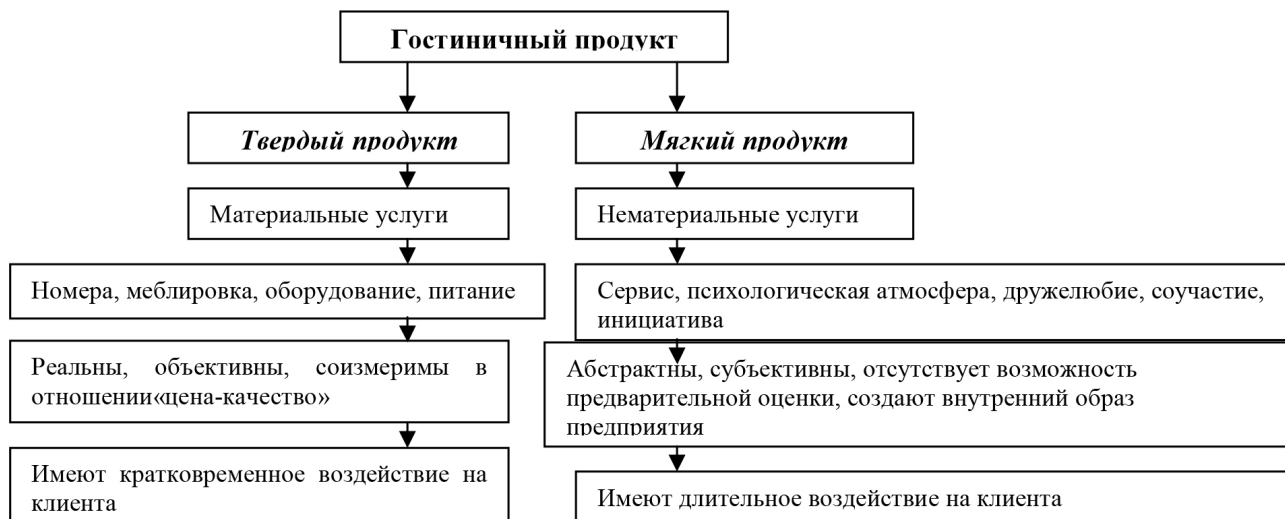 Гостиничный продукт
Твердый продукт
Мягкий продукт
Материальные услуги
Нематериальные услуги
Номера, меблировка, оборудование, питание
Сервис, психологическая атмосфера, дружелюбие, соучастие,
инициатива
Реальны, объективны, соизмеримы в
отношении«цена-качество»
Абстрактны, субъективны, отсутствует возможность
предварительной оценки, создают внутренний образ
предприятия
Имеют кратковременное воздействие на
клиента
Имеют длительное воздействие на клиента